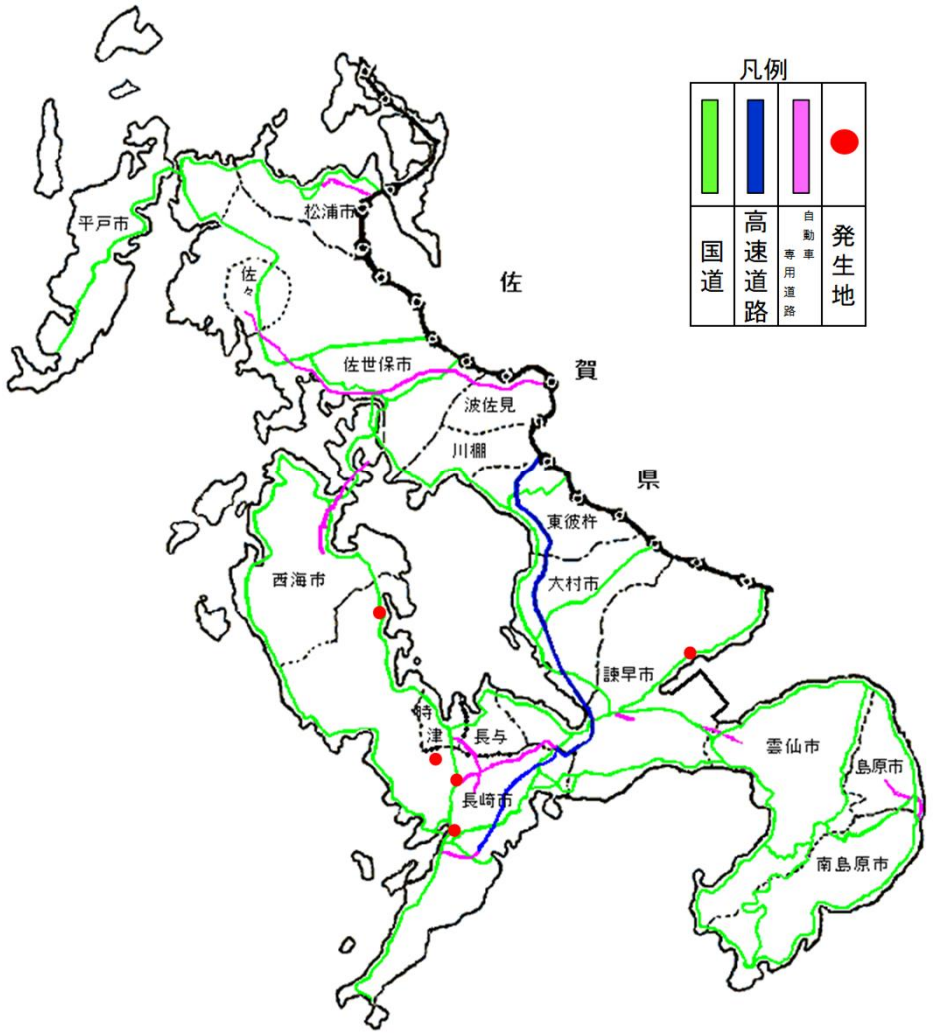 凡例
国道
高速道路
自動車
専用道路
発生地
平戸市
松浦市
佐々
佐
賀
県
佐世保市
波佐見
川棚
東彼杵
西海市
大村市
諫早市
時津
長与
長崎市
雲仙市
島原市
南島原市